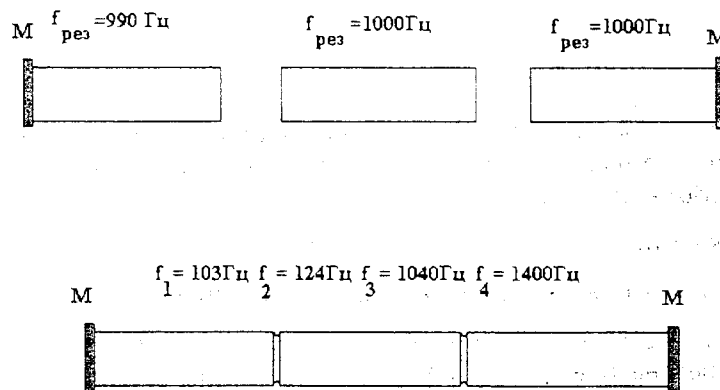 M f рез =990 Гц f рез =1000Гц f рез =1000Гц M
M f 1 = 103Гц f 2 = 124Гц f 3 = 1040Гц f 4 = 1400Гц M